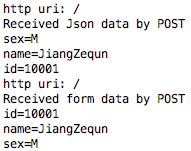 http uri: /
Received Json data by POST
sex=M
name=JiangZequn
id=10001
http uri: /
Received form data by POST
id=10001
name=JiangZequn
sex=M